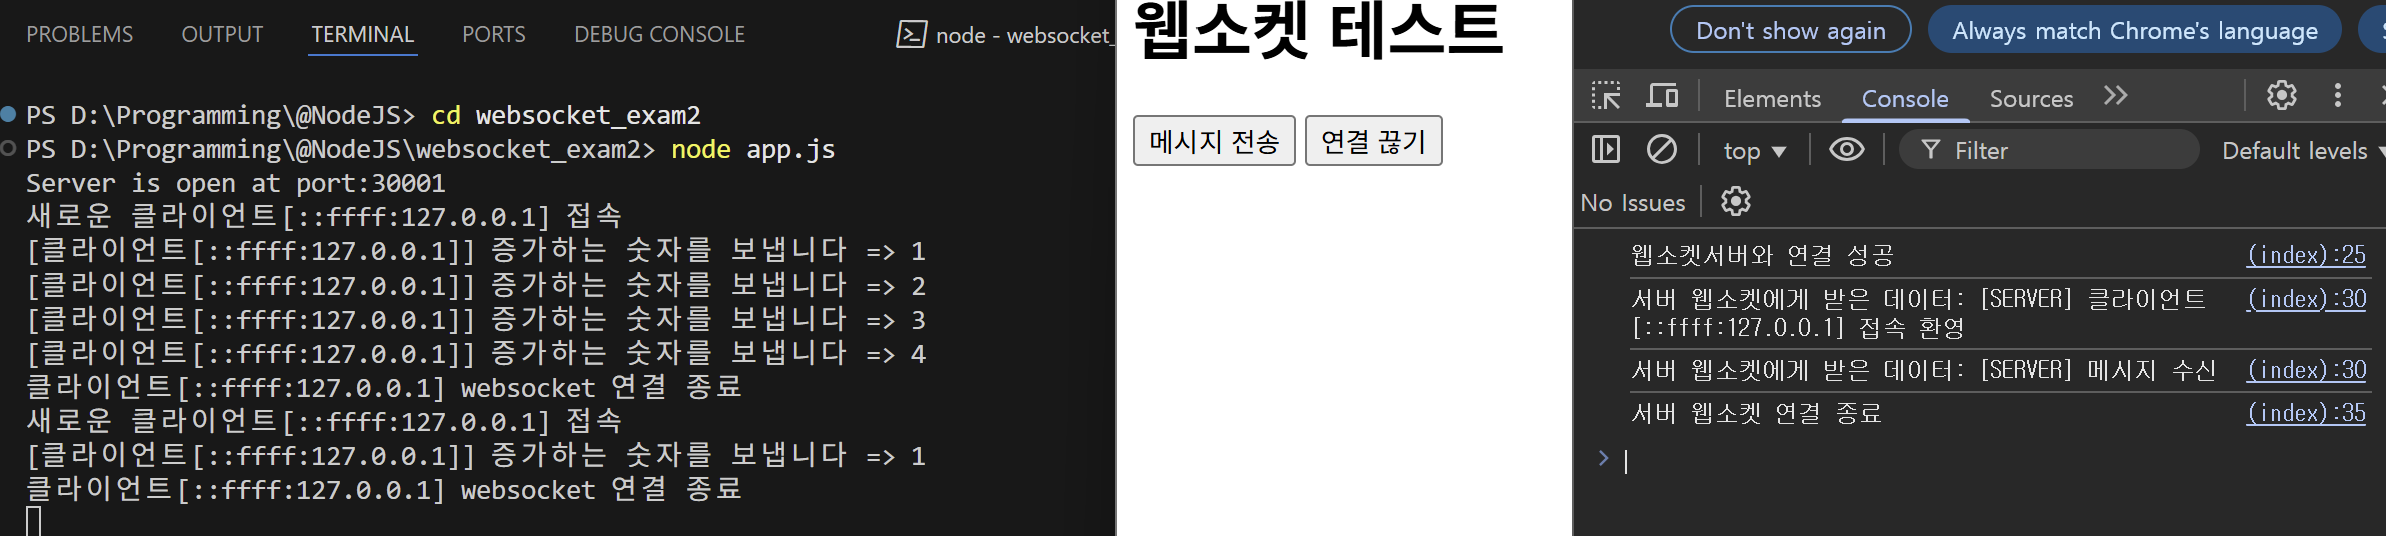 PROBLEMS OUTPUT TERMINAL PORTS DEBUG CONSOLE node - websocket_
PS D:\Programming\@NodeJS> cd websocket_exam2
PS D:\Programming\@NodeJS\websocket_exam2> node app.js
Server is open at port:30001
새로운 클라이언트[::ffff:127.0.0.1] 접속
[클라이언트[::ffff:127.0.0.1]] 증가하는 숫자를 보냅니다 => 1
[클라이언트[::ffff:127.0.0.1]] 증가하는 숫자를 보냅니다 => 2
[클라이언트[::ffff:127.0.0.1]] 증가하는 숫자를 보냅니다 => 3
[클라이언트[::ffff:127.0.0.1]] 증가하는 숫자를 보냅니다 => 4
클라이언트[::ffff:127.0.0.1] websocket 연결 종료
새로운 클라이언트[::ffff:127.0.0.1] 접속
[클라이언트[::ffff:127.0.0.1]] 증가하는 숫자를 보냅니다 => 1
클라이언트[::ffff:127.0.0.1] websocket 연결 종료
웹소켓 테스트
메시지 전송 연결 끊기
Don't show again Always match Chrome's language
Elements Console Sources
top Filter Default levels
No Issues
웹소켓서버와 연결 성공 (index):25
서버 웹소켓에게 받은 데이터: [SERVER] 클라이언트 (index):30
[::ffff:127.0.0.1] 접속 환영
서버 웹소켓에게 받은 데이터: [SERVER] 메시지 수신 (index):30
서버 웹소켓 연결 종료 (index):35